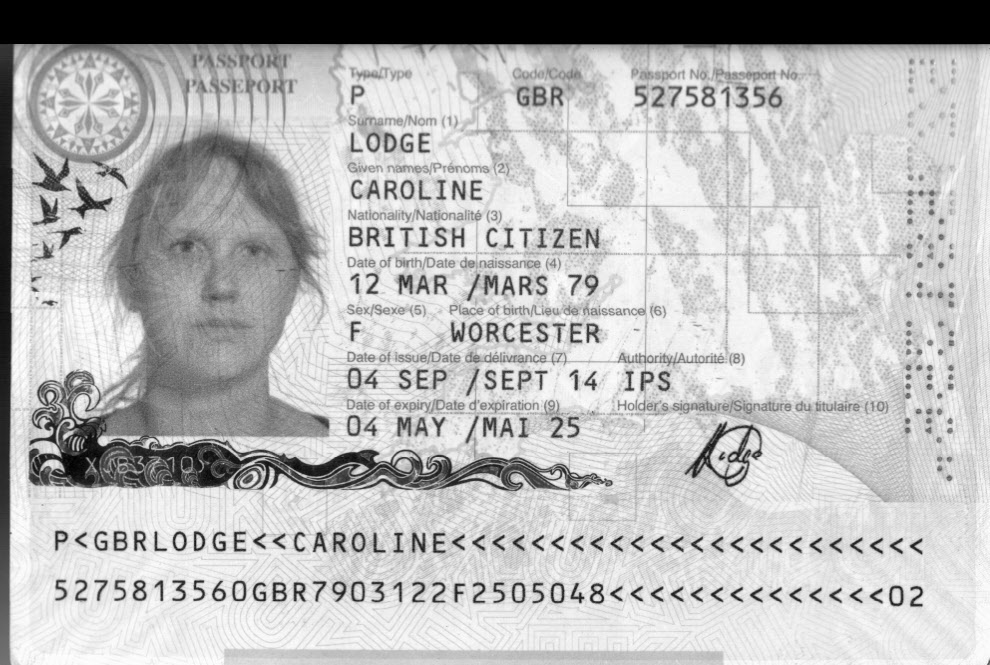 PASSPORT
PASSEPORT
Type/Type Code/Code Passport No./Passeport No.
P GBR 527581356
Surname/Nom (1)
LODGE
Given names/Prénoms (2)
CAROLINE
Nationality/Nationalité (3)
BRITISH CITIZEN
Date of birth/Date de naissance (4)
12 MAR /MARS 79
Sex/Sexe (5) Place of birth/Lieu de naissance (6)
F WORCESTER
Date of issue/Date de délivrance (7) Authority/Autorité (8)
04 SEP /SEPT 14 IPS
Date of expiry/Date d'expiration (9) Holder's signature/Signature du titulaire (10)
04 MAY /MAI 25
P<GBRLODGE<<CAROLINE<<<<<<<<<<<<<<<<<<<<<<<<
5275813560GBR7903122F2505048<<<<<<<<<<<<<<02